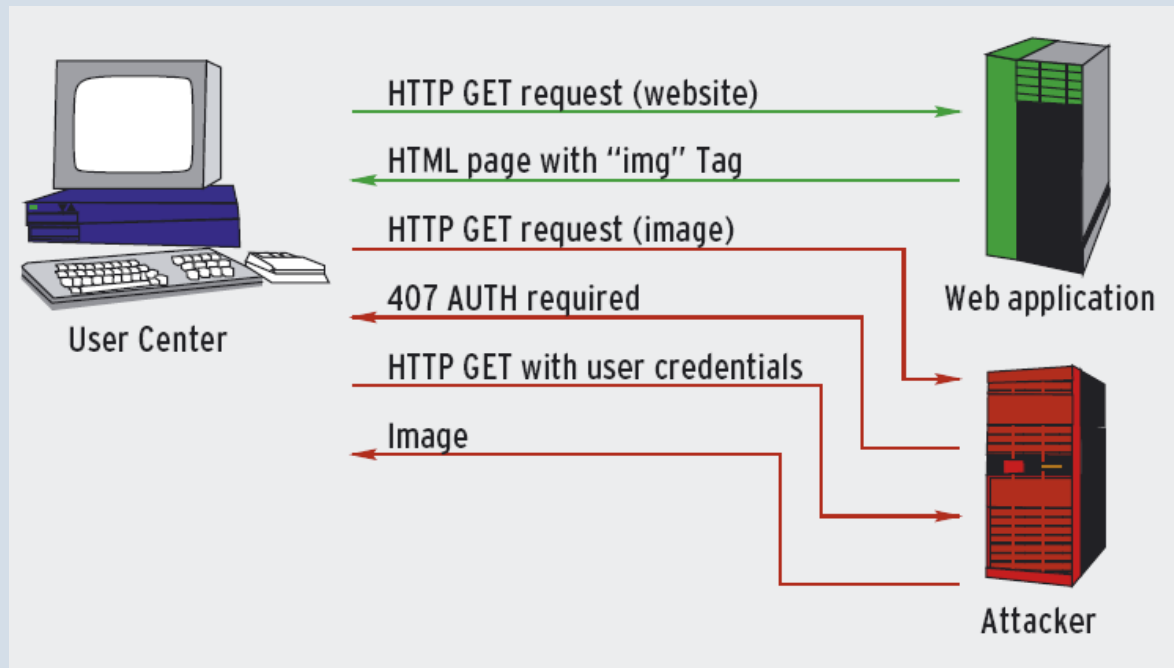 HTTP GET request (website)
HTML page with “img” Tag
HTTP GET request (image)
407 AUTH required
HTTP GET with user credentials
Image
User Center
Web application
Attacker